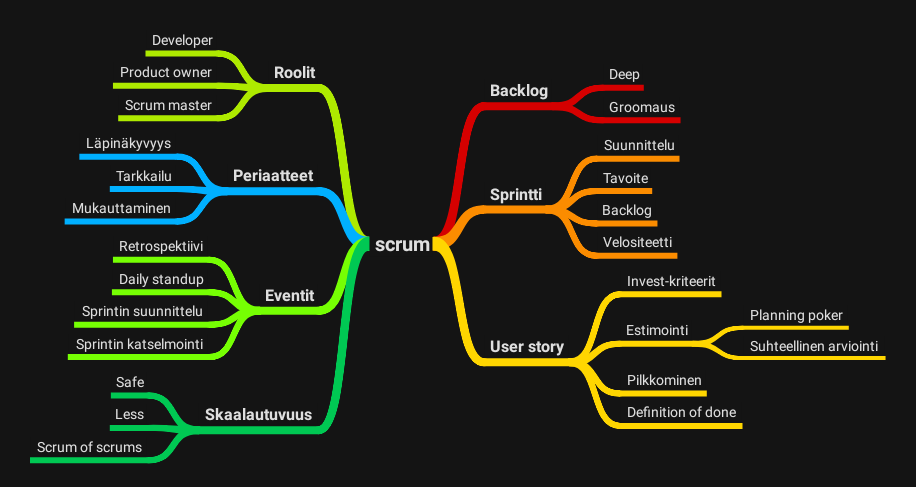 scrum
Roolit
Developer
Product owner
Scrum master
Periaatteet
Läpinäkyvyys
Tarkkailu
Mukauttaminen
Eventit
Retrospektiivi
Daily standup
Sprintin suunnittelu
Sprintin katselmointi
Skaalautuvuus
Safe
Less
Scrum of scrums
Backlog
Deep
Groomaus
Sprintti
Suunnittelu
Tavoite
Backlog
Velositeetti
User story
Invest-kriteerit
Estimointi
Planning poker
Suhteellinen arviointi
Pilkkominen
Definition of done